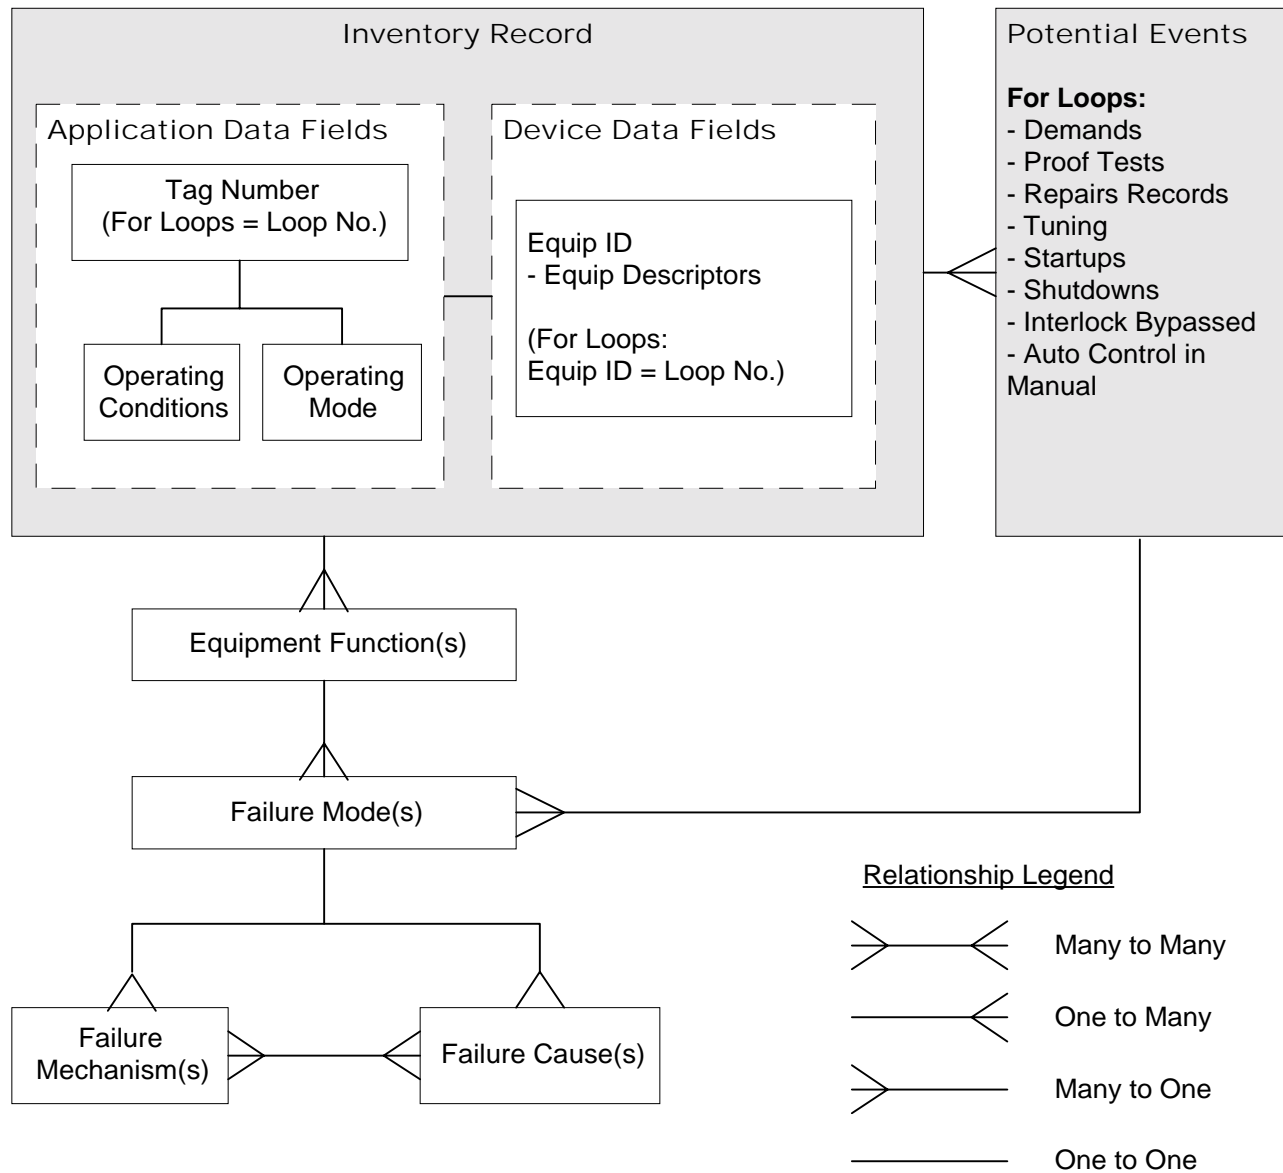 Inventory Record
Application Data Fields
Tag Number
(For Loops = Loop No.)
Operating
Conditions
Operating
Mode
Device Data Fields
Equip ID
- Equip Descriptors
(For Loops:
Equip ID = Loop No.)
Potential Events
For Loops:
- Demands
- Proof Tests
- Repairs Records
- Tuning
- Startups
- Shutdowns
- Interlock Bypassed
- Auto Control in
Manual
Equipment Function(s)
Failure Mode(s)
Failure
Mechanism(s)
Failure Cause(s)
Relationship Legend
Many to Many
One to Many
Many to One
One to One